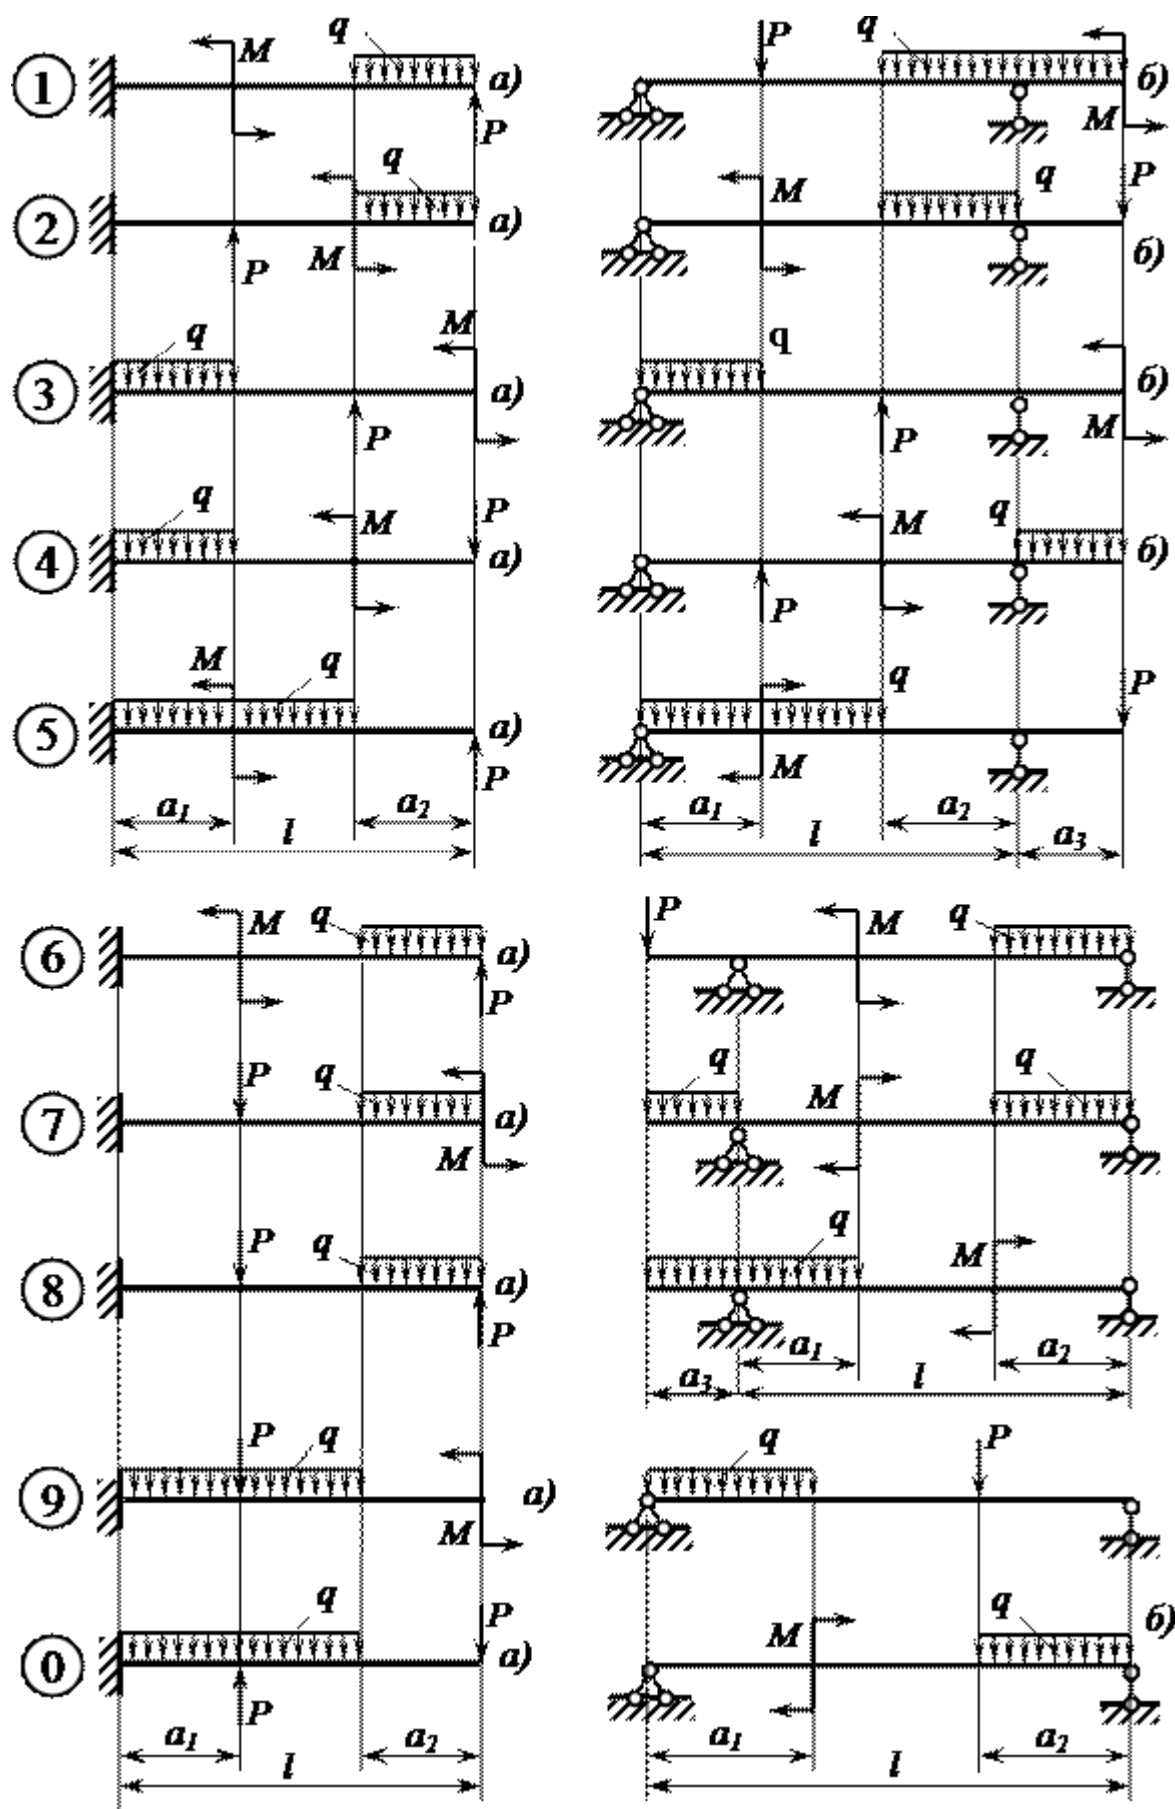 q P q
M
1 а) б)
P M
q q P
M
2 а) б)
M P
M q q
3 а) б)
P P M
q P M M q
4 а) б)
P
M q q P
5 а)
P M
a1 a2 a1 a2
l l a3
M q P M q
6 а)
P
P q q M q
7 а)
M
P q q M
8 а)
P a1 a2
a3 l
P q q P
9 а)
M
q P M q б)
0 а)
P
a1 a2 a1 a2
l l